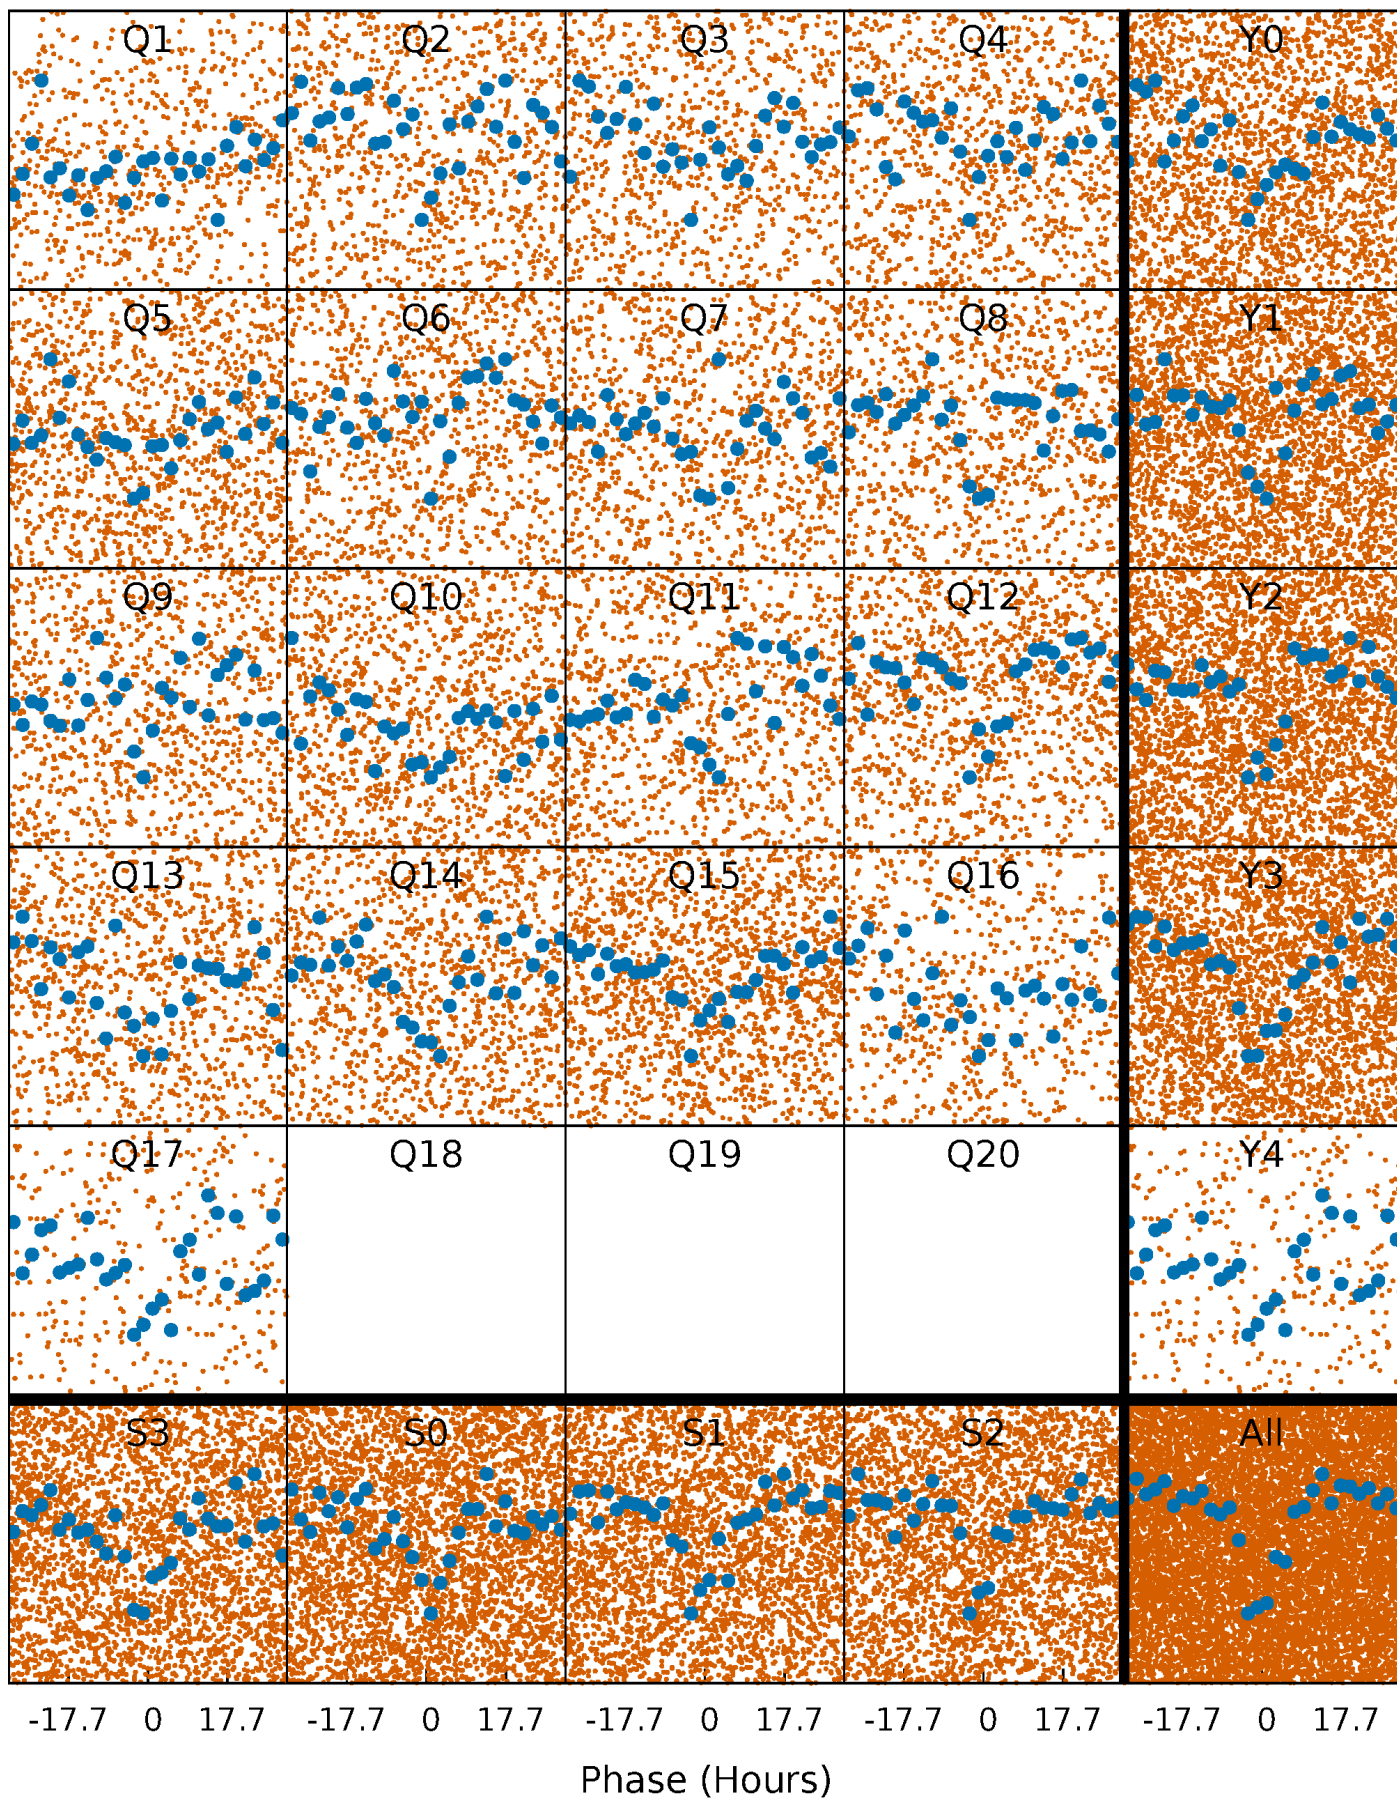 Q1 Q2 Q3 Q4 Y0
Q5 Q6 Q7 Q8 Y1
Q9 Q10 Q11 Q12 Y2
Q13 Q14 Q15 Q16 Y3
Q17 Q18 Q19 Q20 Y4
S3 S0 S1 S2 All
-17.7 0 17.7 -17.7 0 17.7 -17.7 0 17.7 -17.7 0 17.7 -17.7 0 17.7
Phase (Hours)